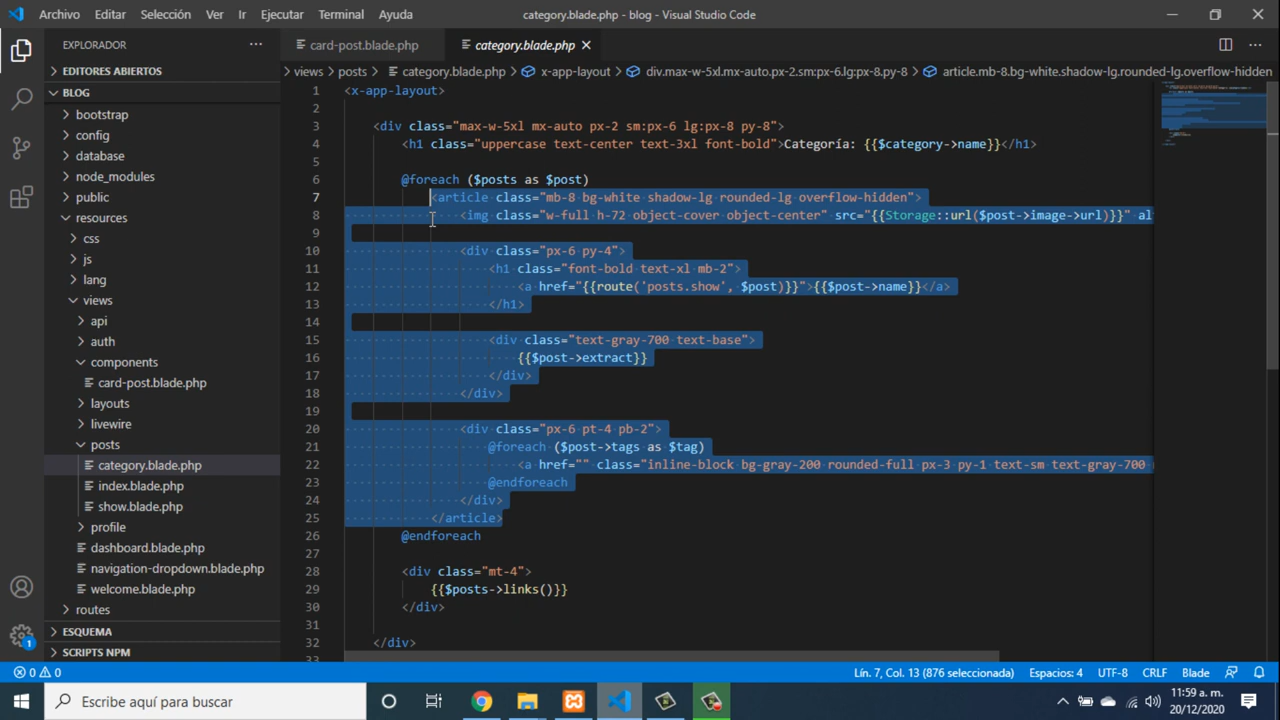 Archivo Editar Selección Ver Ir Ejecutar Terminal Ayuda category.blade.php - blog - Visual Studio Code
EXPLORADOR ··· card-post.blade.php category.blade.php
views > posts > category.blade.php > x-app-layout > div.max-w-5xl.mx-auto.px-2.sm:px-6.lg:px-8.py-8 > article.mb-8.bg-white.shadow-lg.rounded-lg.overflow-hidden
EDITORES ABIERTOS
BLOG
bootstrap
config
database
node_modules
public
resources
css
js
lang
views
api
auth
components
card-post.blade.php
layouts
livewire
posts
category.blade.php
index.blade.php
show.blade.php
profile
dashboard.blade.php
navigation-dropdown.blade.php
welcome.blade.php
routes
ESQUEMA
SCRIPTS NPM
1 <x-app-layout>
2
3 <div class="max-w-5xl mx-auto px-2 sm:px-6 lg:px-8 py-8">
4 <h1 class="uppercase text-center text-3xl font-bold">Categoría: {{$category->name}}</h1>
5
6 @foreach ($posts as $post)
7 <article class="mb-8 bg-white shadow-lg rounded-lg overflow-hidden">
8 <img class="w-full h-72 object-cover object-center" src="{{Storage::url($post->image->url)}}" al
9
10 <div class="px-6 py-4">
11 <h1 class="font-bold text-xl mb-2">
12 <a href="{{route('posts.show', $post)}}">{{$post->name}}</a>
13 </h1>
14
15 <div class="text-gray-700 text-base">
16 {{$post->extract}}
17 </div>
18 </div>
19
20 <div class="px-6 pt-4 pb-2">
21 @foreach ($post->tags as $tag)
22 <a href="" class="inline-block bg-gray-200 rounded-full px-3 py-1 text-sm text-gray-700
23 @endforeach
24 </div>
25 </article>
26 @endforeach
27
28 <div class="mt-4">
29 {{$posts->links()}}
30 </div>
31
32 </div>
33
0 0 Lín. 7, Col. 13 (876 seleccionada) Espacios: 4 UTF-8 CRLF Blade
Escribe aquí para buscar
11:59 a. m.
20/12/2020